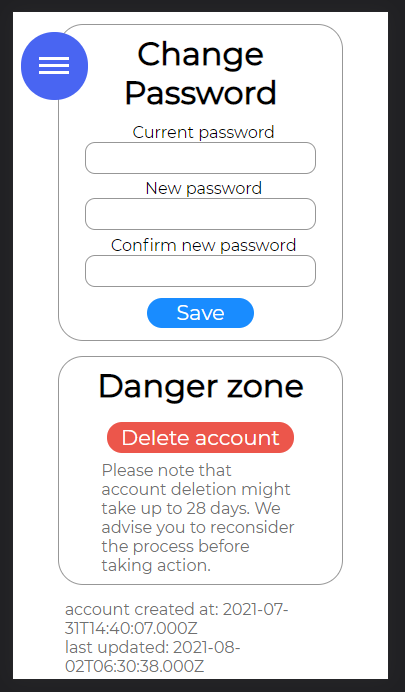 Change
Password
Current password
New password
Confirm new password
Save
Danger zone
Delete account
Please note that
account deletion might
take up to 28 days. We
advise you to reconsider
the process before
taking action.
account created at: 2021-07-
31T14:40:07.000Z
last updated: 2021-08-
02T06:30:38.000Z